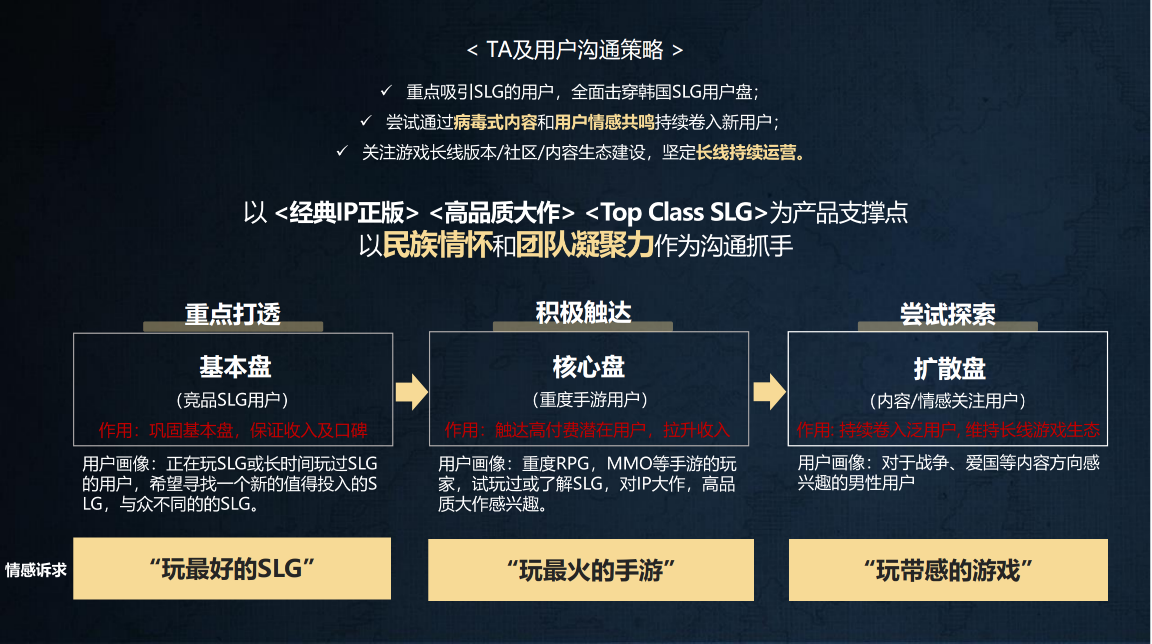 < TA及用户沟通策略 >
✓ 重点吸引SLG的用户，全面击穿韩国SLG用户盘；
✓ 尝试通过病毒式内容和用户情感共鸣持续卷入新用户；
✓ 关注游戏长线版本/社区/内容生态建设，坚定长线持续运营。
以 <经典IP正版> <高品质大作> <Top Class SLG>为产品支撑点
以民族情怀和团队凝聚力作为沟通抓手
重点打透
基本盘
（竞品SLG用户）
作用：巩固基本盘，保证收入及口碑
用户画像：正在玩SLG或长时间玩过SLG
的用户，希望寻找一个新的值得投入的S
LG，与众不同的的SLG。
积极触达
核心盘
（重度手游用户）
作用：触达高付费潜在用户，拉升收入
用户画像：重度RPG，MMO等手游的玩
家，试玩过或了解SLG，对IP大作，高品
质大作感兴趣。
尝试探索
扩散盘
（内容/情感关注用户）
作用: 持续卷入泛用户, 维持长线游戏生态
用户画像：对于战争、爱国等内容方向感
兴趣的男性用户
情感诉求
“玩最好的SLG”
“玩最火的手游”
“玩带感的游戏”